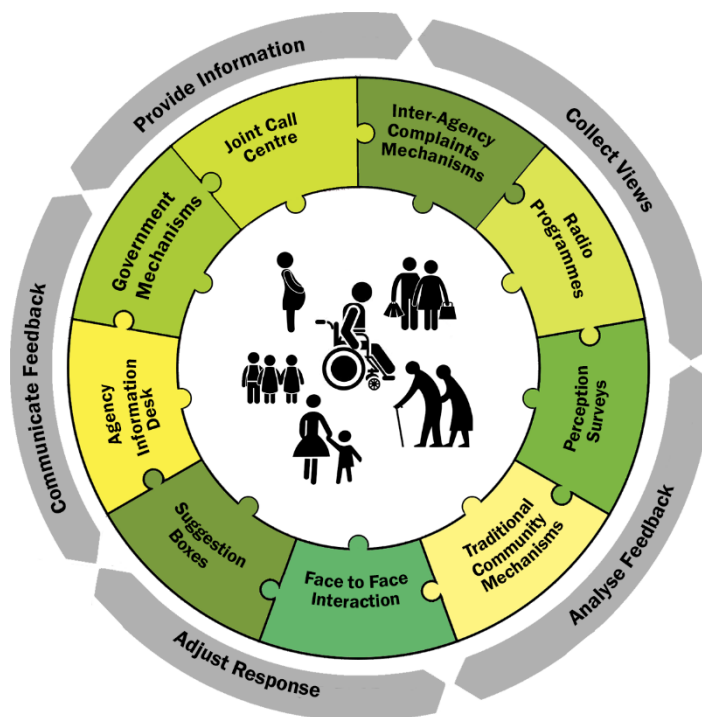 Provide Information
Collect Views
Analyse Feedback
Adjust Response
Communicate Feedback
Joint Call
Centre
Inter-Agency
Complaints
Mechanisms
Radio
Programmes
Perception
Surveys
Traditional
Community
Mechanisms
Face to Face
Interaction
Suggestion
Boxes
Agency
Information
Desk
Government
Mechanisms